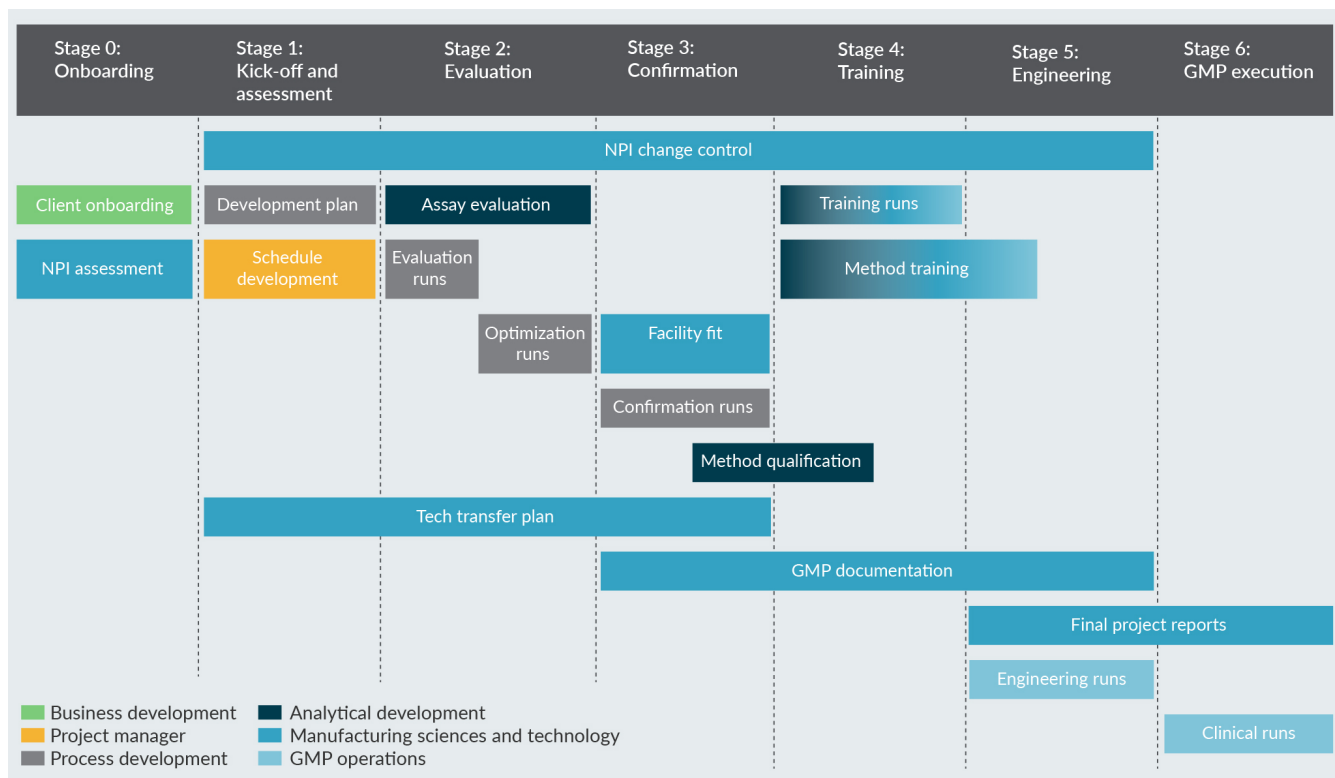 Stage 0:
Onboarding
Stage 1:
Kick-off and
assessment
Stage 2:
Evaluation
Stage 3:
Confirmation
Stage 4:
Training
Stage 5:
Engineering
Stage 6:
GMP execution
NPI change control
Client onboarding
Development plan
Assay evaluation
Training runs
NPI assessment
Schedule
development
Evaluation
runs
Method training
Optimization
runs
Facility fit
Confirmation runs
Method qualification
Tech transfer plan
GMP documentation
Final project reports
Engineering runs
Clinical runs
Business development
Project manager
Process development
Analytical development
Manufacturing sciences and technology
GMP operations